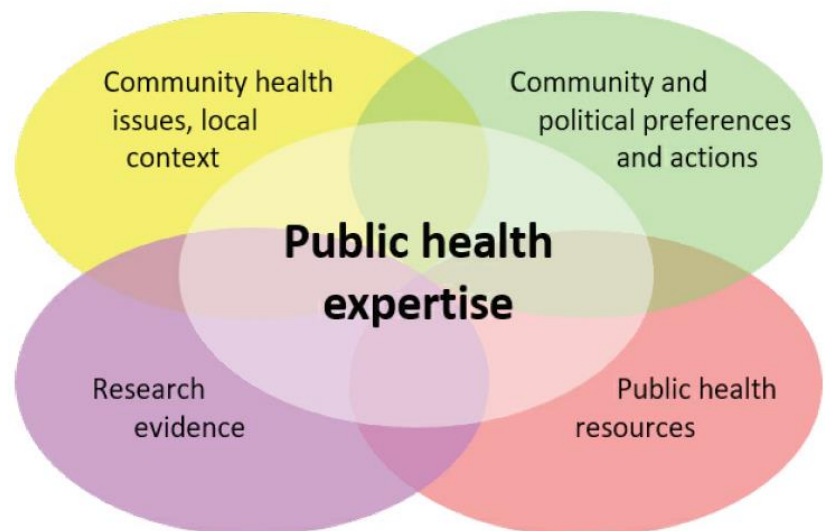 Community health
issues, local
context
Community and
political preferences
and actions
Public health
expertise
Research
evidence
Public health
resources